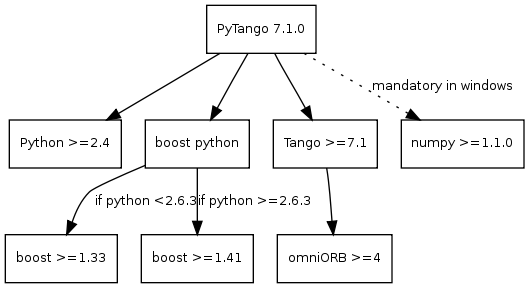 PyTango 7.1.0
mandatory in windows
Python >=2.4
boost python
Tango >=7.1
numpy >=1.1.0
if python <2.6.3
if python >=2.6.3
boost >=1.33
boost >=1.41
omniORB >=4